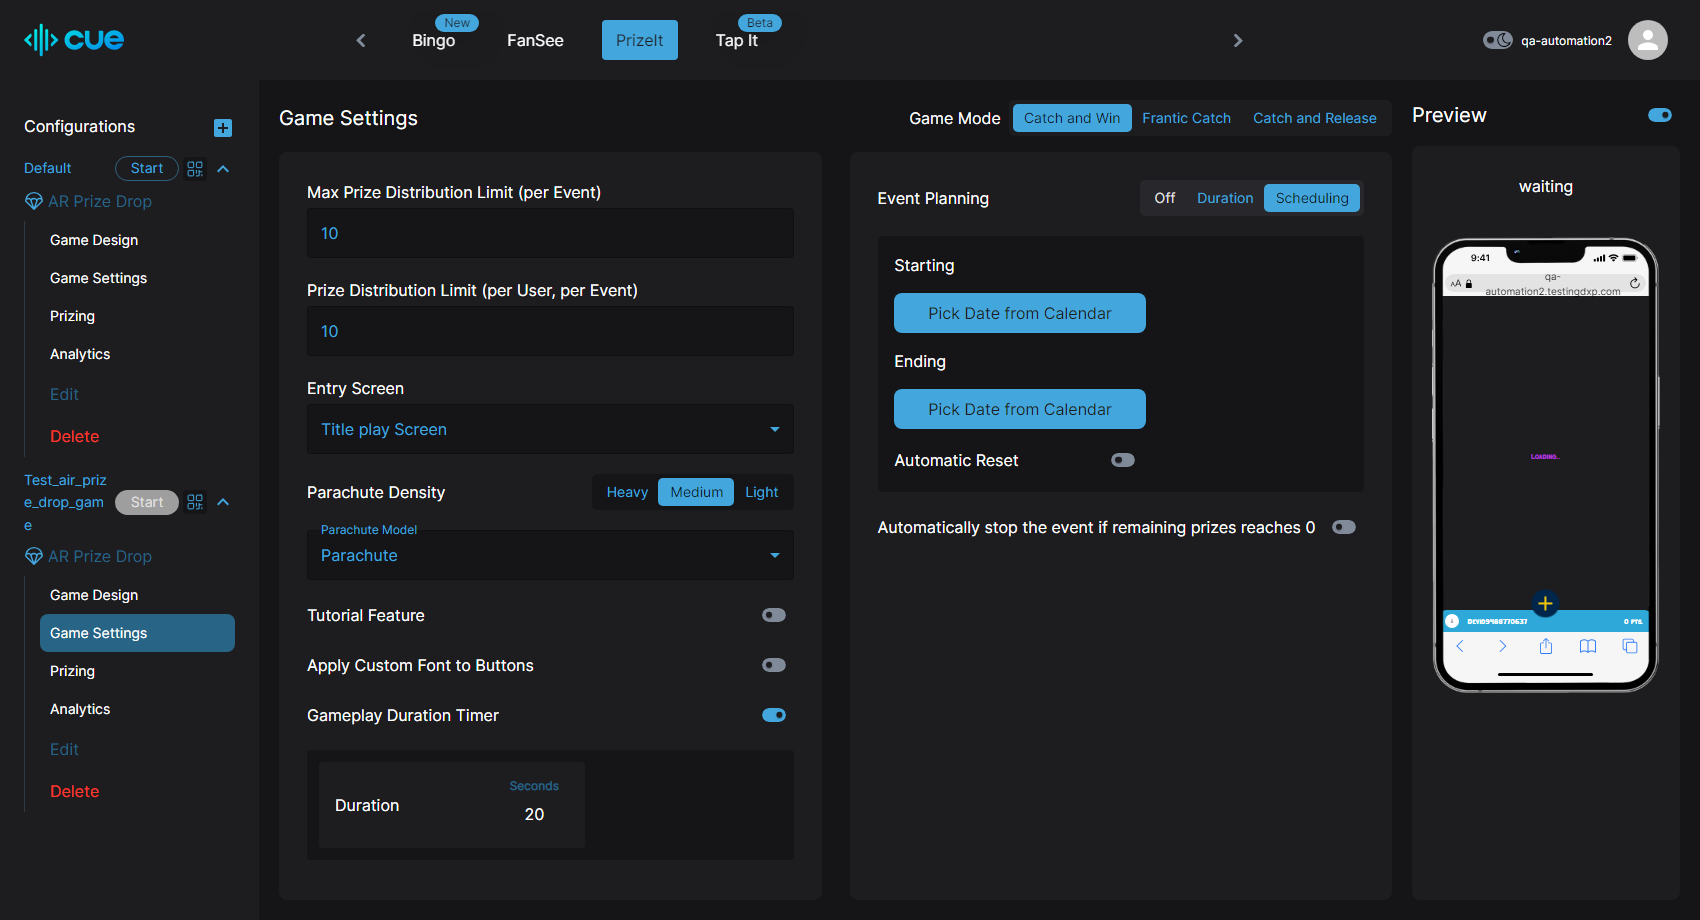 cue
New
Bingo
FanSee
PrizeIt
Beta
Tap It
qa-automation2
Configurations
Default
Start
AR Prize Drop
Game Design
Game Settings
Prizing
Analytics
Edit
Delete
Test_air_priz
e_drop_gam
e
Start
AR Prize Drop
Game Design
Game Settings
Prizing
Analytics
Edit
Delete
Game Settings
Game Mode
Catch and Win
Frantic Catch
Catch and Release
Max Prize Distribution Limit (per Event)
10
Prize Distribution Limit (per User, per Event)
10
Entry Screen
Title play Screen
Parachute Density
Heavy
Medium
Light
Parachute Model
Parachute
Tutorial Feature
Apply Custom Font to Buttons
Gameplay Duration Timer
Duration
Seconds
20
Event Planning
Off
Duration
Scheduling
Starting
Pick Date from Calendar
Ending
Pick Date from Calendar
Automatic Reset
Automatically stop the event if remaining prizes reaches 0
Preview
waiting
9:41
AA
qa-
automation2.testingdxp.com
LOADING...
0 PTS.